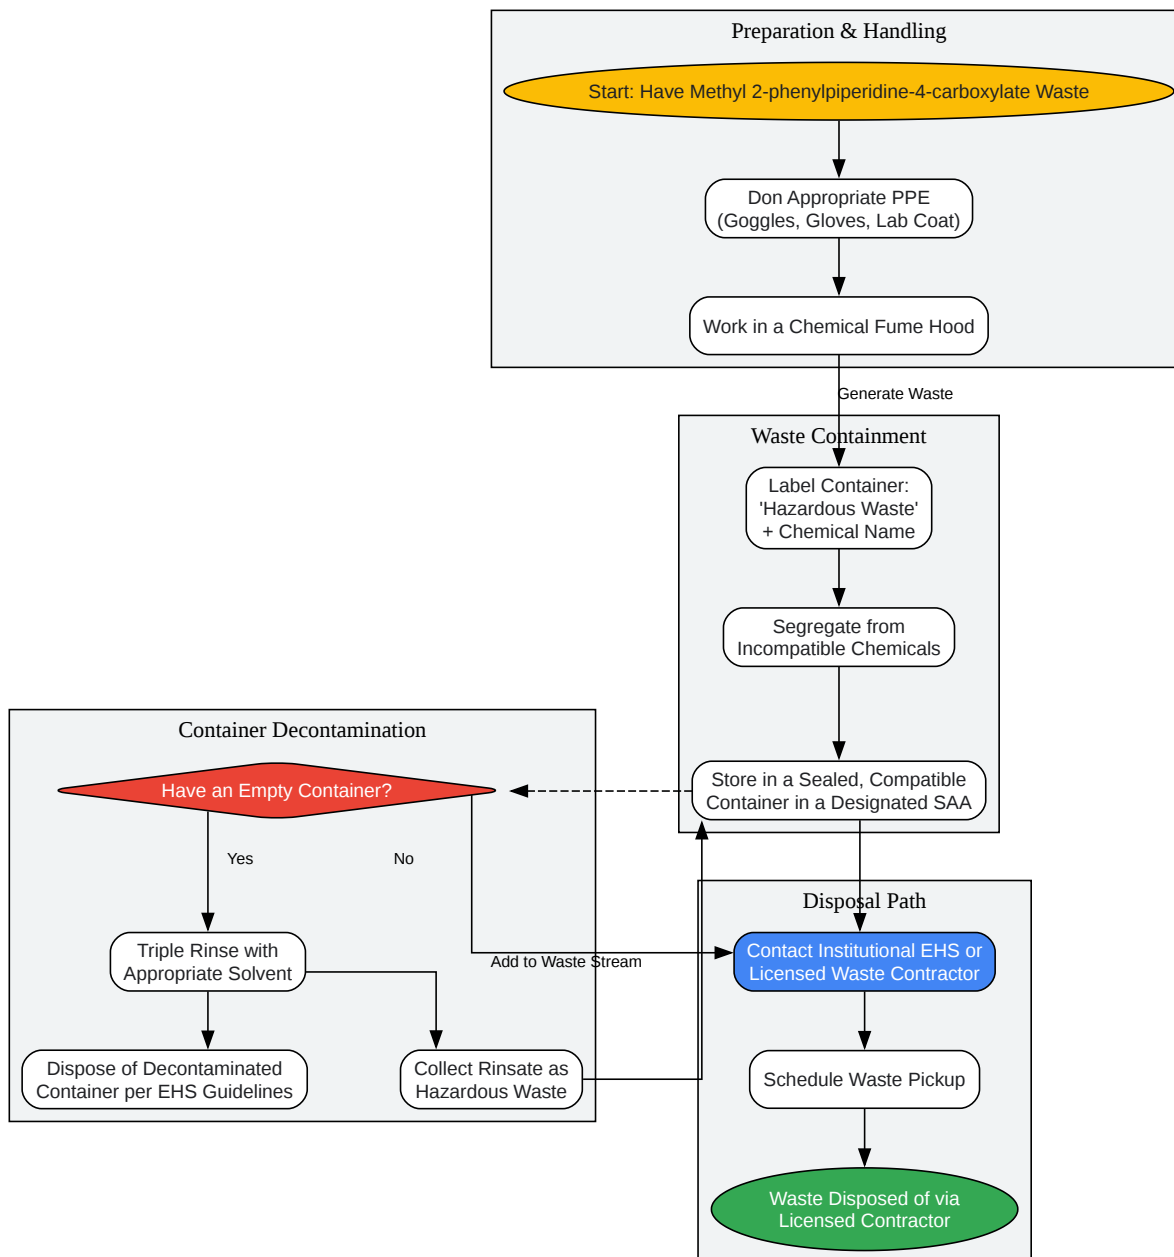 Preparation & Handling
Start: Have Methyl 2-phenylpiperidine-4-carboxylate Waste
Don Appropriate PPE
(Goggles, Gloves, Lab Coat)
Work in a Chemical Fume Hood
Generate Waste
Waste Containment
Label Container:
'Hazardous Waste'
+ Chemical Name
Segregate from
Incompatible Chemicals
Store in a Sealed, Compatible
Container in a Designated SAA
Container Decontamination
Have an Empty Container?
Yes
No
Triple Rinse with
Appropriate Solvent
Add to Waste Stream
Dispose of Decontaminated
Container per EHS Guidelines
Collect Rinsate as
Hazardous Waste
Disposal Path
Contact Institutional EHS or
Licensed Waste Contractor
Schedule Waste Pickup
Waste Disposed of via
Licensed Contractor